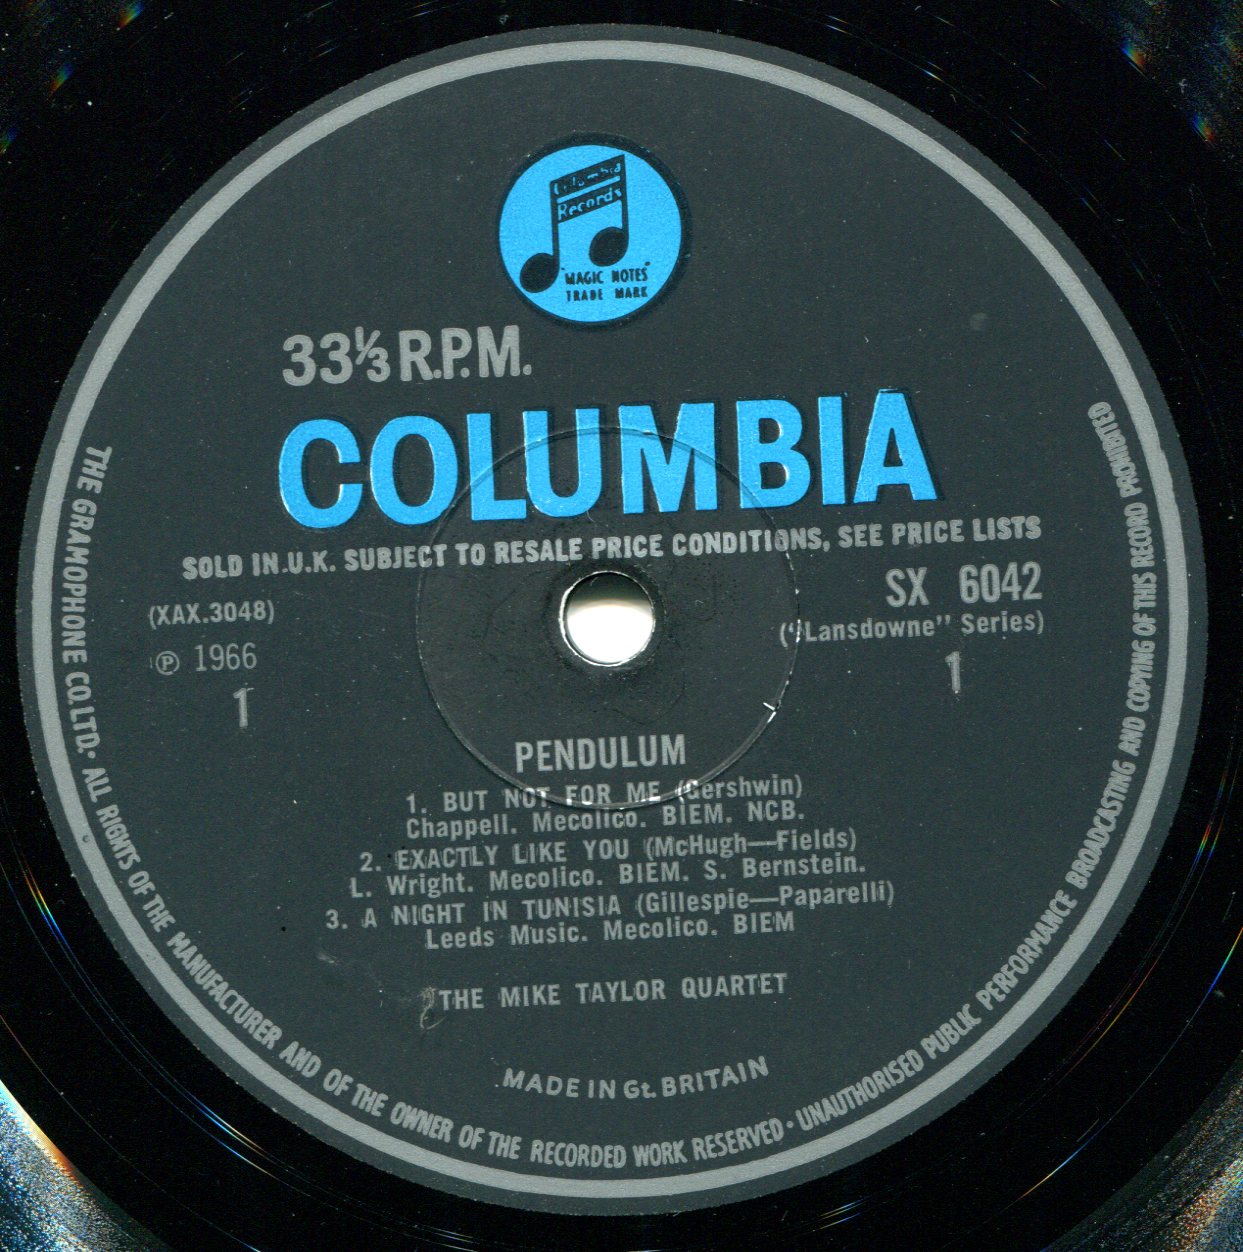 Columbia
Records
"MAGIC NOTES"
TRADE MARK
33⅓ R.P.M.
COLUMBIA
SOLD IN U.K. SUBJECT TO RESALE PRICE CONDITIONS, SEE PRICE LISTS
(XAX.3048)
SX 6042
("Lansdowne" Series)
℗ 1966
1
1
PENDULUM
1. BUT NOT FOR ME (Gershwin)
Chappell. Mecolico. BIEM. NCB.
2. EXACTLY LIKE YOU (McHugh—Fields)
L. Wright. Mecolico. BIEM. S. Bernstein.
3. A NIGHT IN TUNISIA (Gillespie—Paparelli)
Leeds Music. Mecolico. BIEM
THE MIKE TAYLOR QUARTET
MADE IN Gt. BRITAIN
THE GRAMOPHONE CO. LTD. · ALL RIGHTS OF THE MANUFACTURER AND OF THE OWNER OF THE RECORDED WORK RESERVED · UNAUTHORISED PUBLIC PERFORMANCE BROADCASTING AND COPYING OF THIS RECORD PROHIBITED